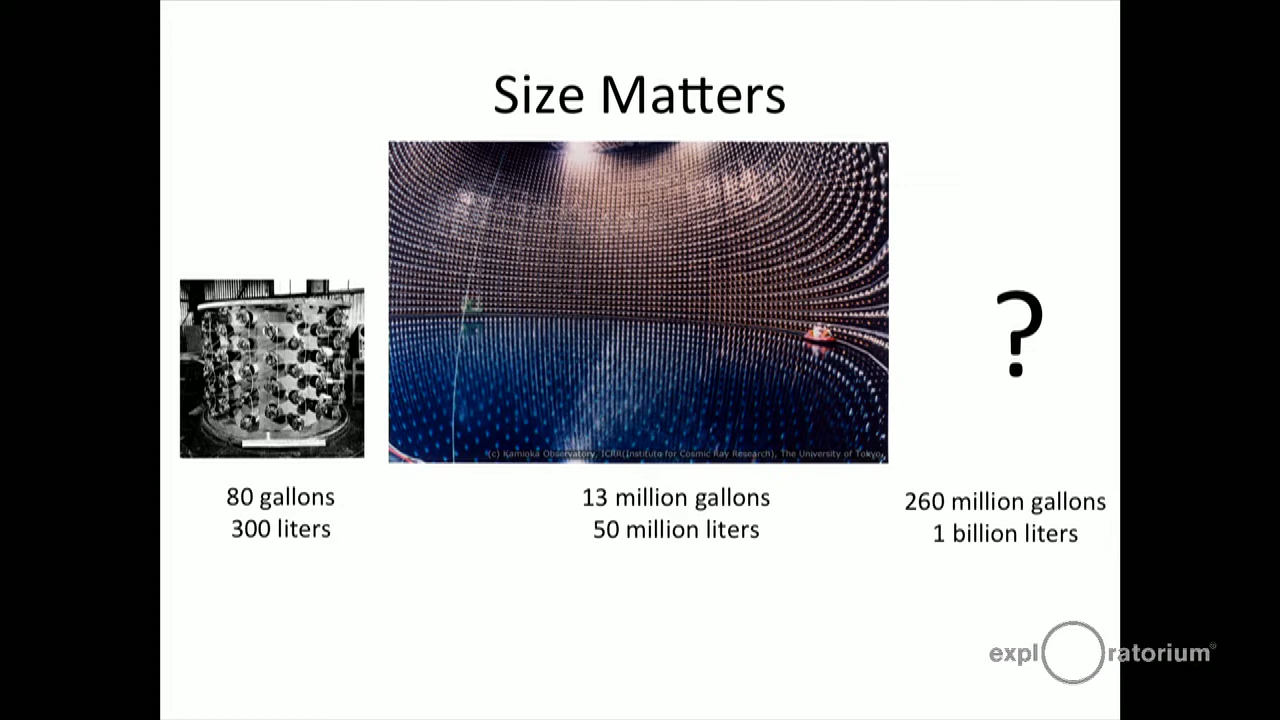 Size Matters
(c) Kamioka Observatory, ICRR(Institute for Cosmic Ray Research), The University of Tokyo
?
80 gallons
300 liters
13 million gallons
50 million liters
260 million gallons
1 billion liters
expl ratorium®